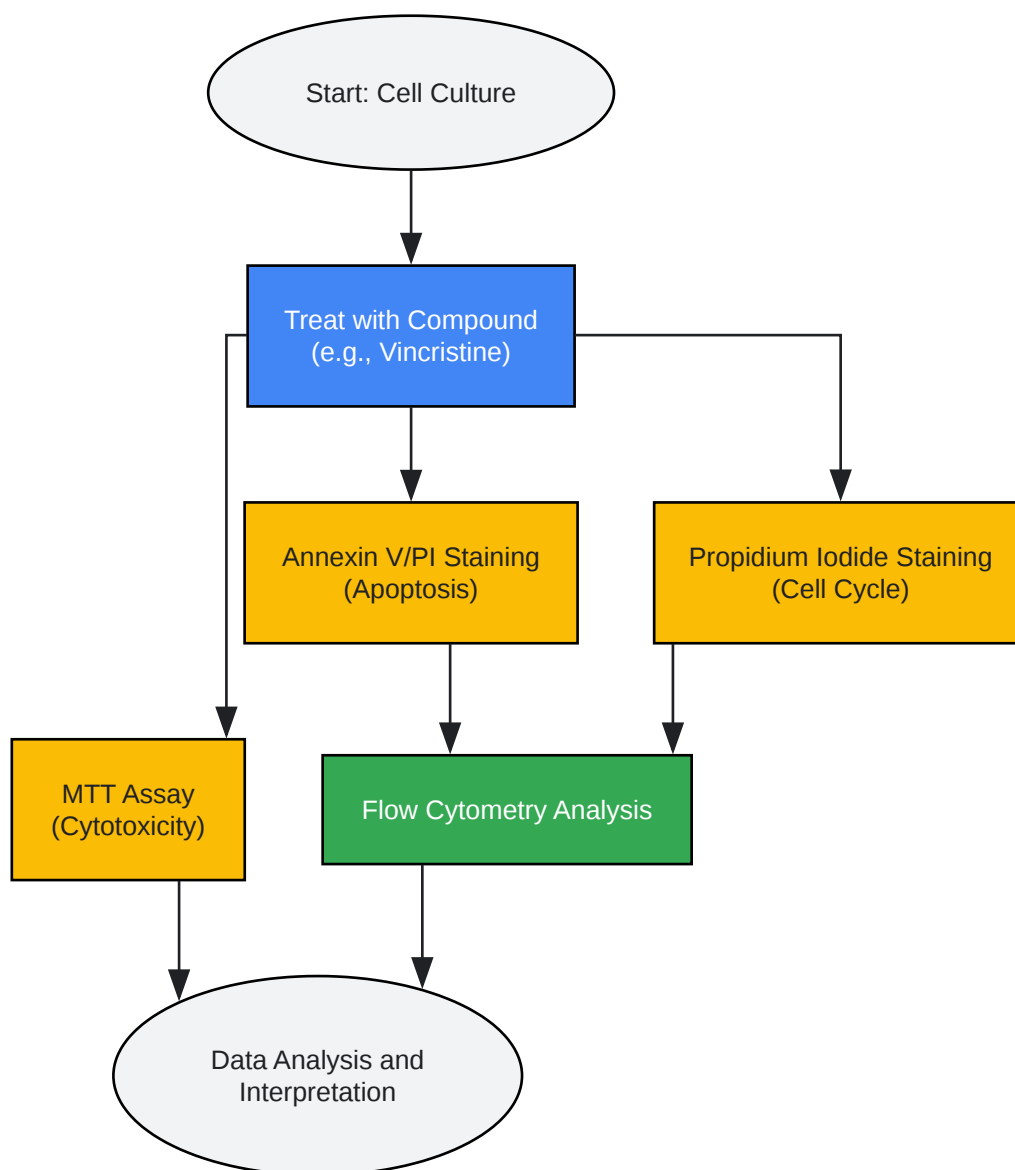 Start: Cell Culture
Treat with Compound
(e.g., Vincristine)
Annexin V/PI Staining
(Apoptosis)
Propidium Iodide Staining
(Cell Cycle)
MTT Assay
(Cytotoxicity)
Flow Cytometry Analysis
Data Analysis and
Interpretation